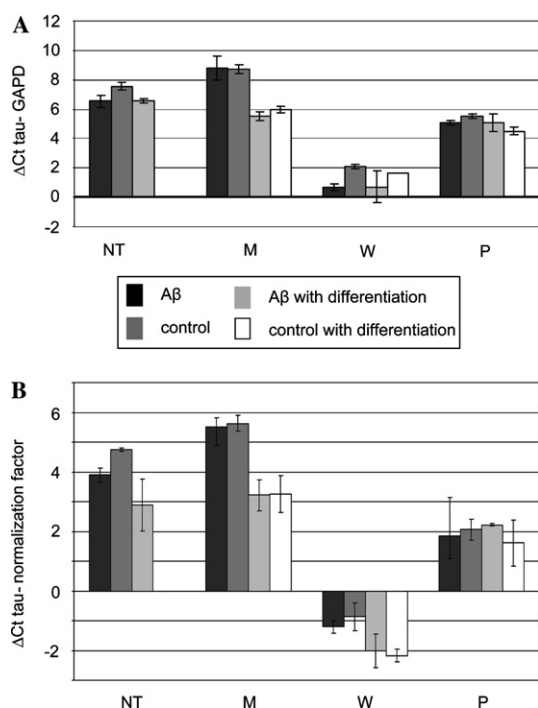 A
ΔCt tau- GAPD
12
10
8
6
4
2
0
-2
NT M W P
Aβ Aβ with differentiation
control control with differentiation
B
ΔCt tau- normalization factor
6
4
2
0
-2
NT M W P